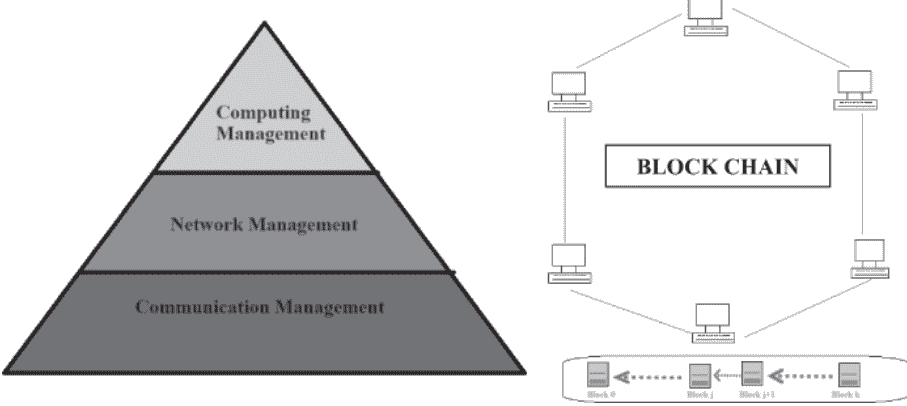 Computing
Management
Network Management
Communication Management
BLOCK CHAIN
Block 0
Block j
Block j+1
Block k